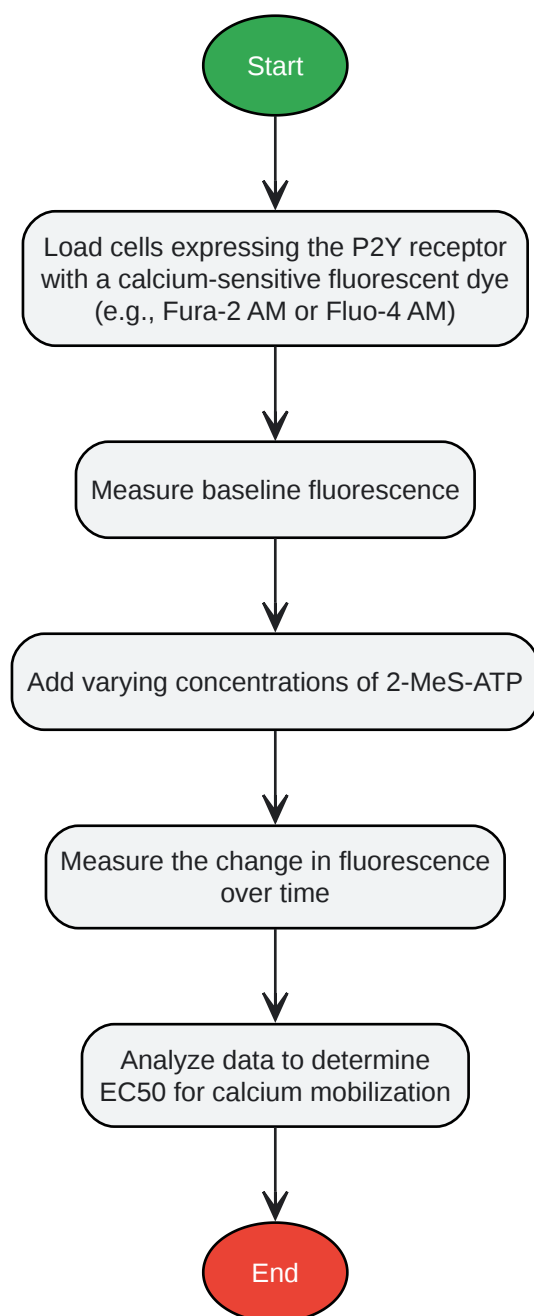 Start
Load cells expressing the P2Y receptor
with a calcium-sensitive fluorescent dye
(e.g., Fura-2 AM or Fluo-4 AM)
Measure baseline fluorescence
Add varying concentrations of 2-MeS-ATP
Measure the change in fluorescence
over time
Analyze data to determine
EC50 for calcium mobilization
End